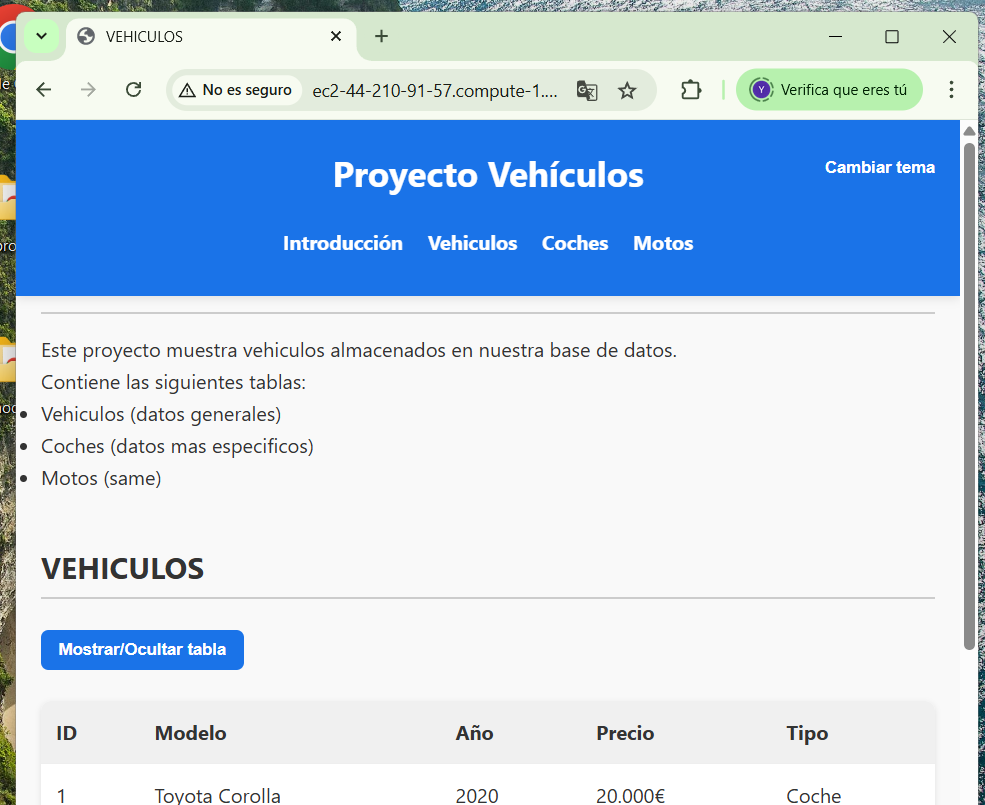 VEHICULOS
No es seguro
ec2-44-210-91-57.compute-1....
Y
Verifica que eres tú
Proyecto Vehículos
Cambiar tema
Introducción Vehiculos Coches Motos
Este proyecto muestra vehiculos almacenados en nuestra base de datos.
Contiene las siguientes tablas:
Vehiculos (datos generales)
Coches (datos mas especificos)
Motos (same)
VEHICULOS
Mostrar/Ocultar tabla
ID Modelo Año Precio Tipo
1 Toyota Corolla 2020 20.000€ Coche